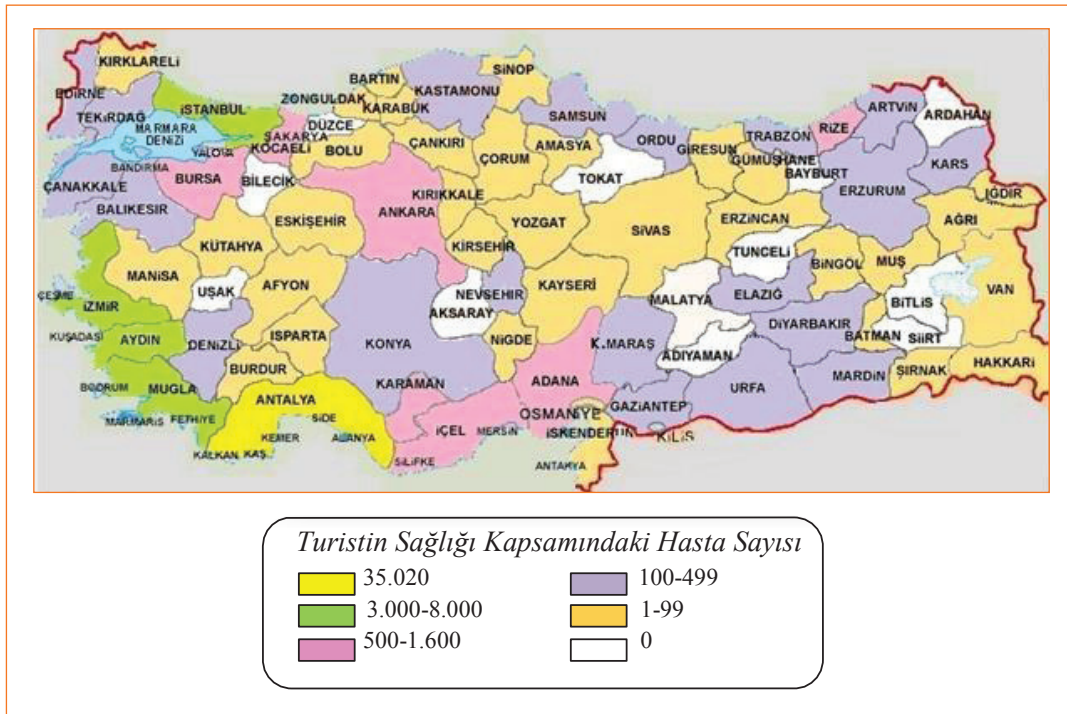 KIRKLARELİ
EDİRNE
TEKİRDAĞ
İSTANBUL
MARMARA
DENİZİ
YALOVA
BANDIRMA
ÇANAKKALE
BALIKESIR
BURSA
BİLECİK
KOCAELİ
SAKARYA
DÜZCE
ZONGULDAK
BARTIN
KARABÜK
BOLU
KASTAMONU
SİNOP
ÇANKIRI
ÇORUM
SAMSUN
AMASYA
TOKAT
ORDU
GİRESUN
GÜMÜŞHANE
TRABZON
RİZE
BAYBURT
ARTVİN
ARDAHAN
KARS
ERZURUM
IĞDIR
AĞRI
ANKARA
KIRIKKALE
ESKİŞEHİR
KÜTAHYA
KIRSEHİR
YOZGAT
SİVAS
ERZİNCAN
TUNCELİ
BİNGÖL
MUŞ
BİTLİS
VAN
MANİSA
UŞAK
AFYON
ÇEŞME
İZMİR
KUŞADASI
AYDIN
DENİZLİ
ISPARTA
BURDUR
KONYA
AKSARAY
NEVSEHIR
KAYSERİ
NİGDE
MALATYA
ELAZIĞ
DİYARBAKIR
BATMAN
SİİRT
ŞIRNAK
HAKKARİ
MARDİN
ADIYAMAN
K.MARAŞ
URFA
GAZİANTEP
KİLİS
ADANA
OSMANİYE
İSKENDERUN
ANTAKYA
KARAMAN
İÇEL
MERSİN
SİLİFKE
BODRUM
MUGLA
MARMARİS
FETHİYE
ANTALYA
SİDE
KEMER
ALANYA
KALKAN
KAŞ
Turistin Sağlığı Kapsamındaki Hasta Sayısı
35.020
3.000-8.000
500-1.600
100-499
1-99
0